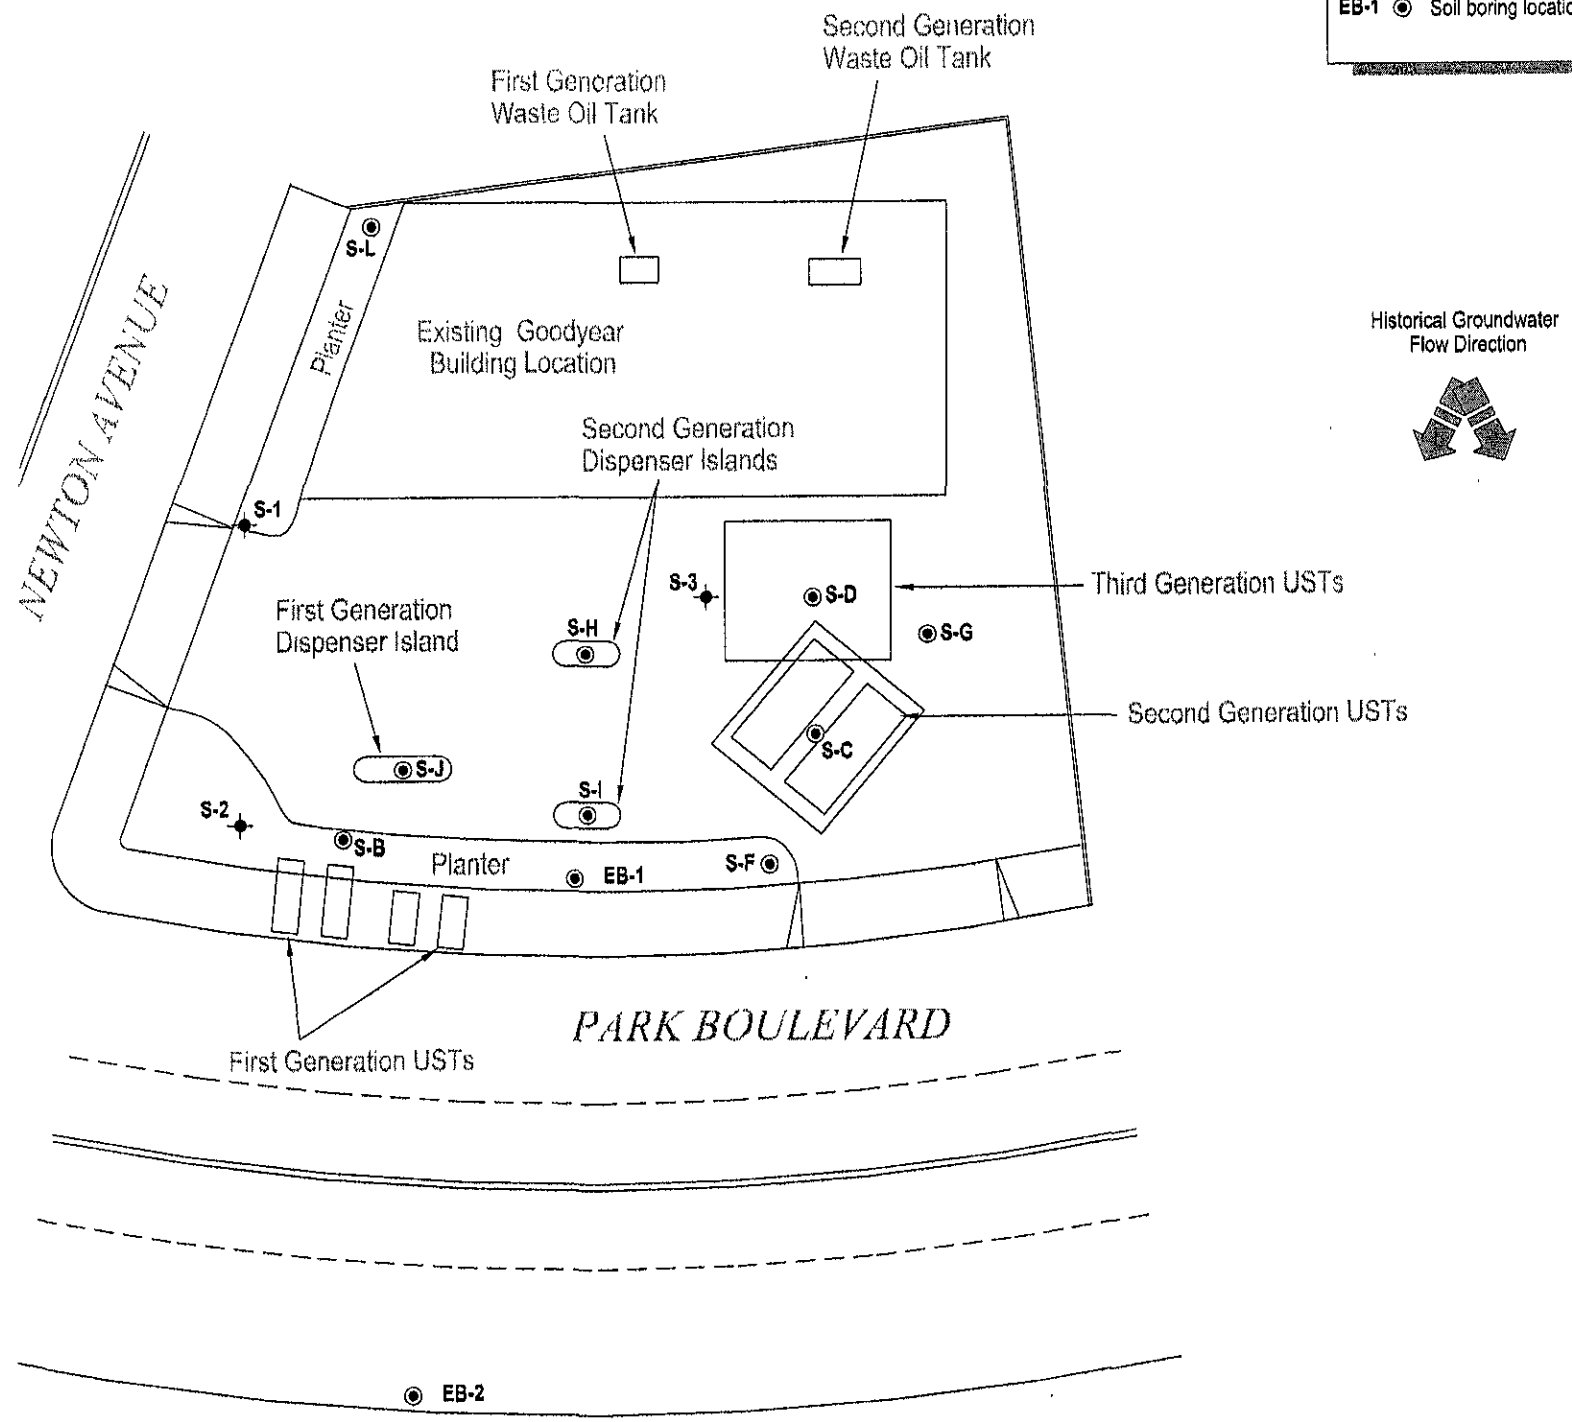 EB-1 Soil boring locatio
Second Generation
Waste Oil Tank
First Generation
Waste Oil Tank
S-L
NEWTON AVENUE
Planter
Existing Goodyear
Building Location
Historical Groundwater
Flow Direction
Second Generation
Dispenser Islands
S-1
S-3
S-D
Third Generation USTs
First Generation
Dispenser Island
S-H
S-G
Second Generation USTs
S-C
S-J
S-I
S-2
S-B
Planter
EB-1
S-F
PARK BOULEVARD
First Generation USTs
EB-2